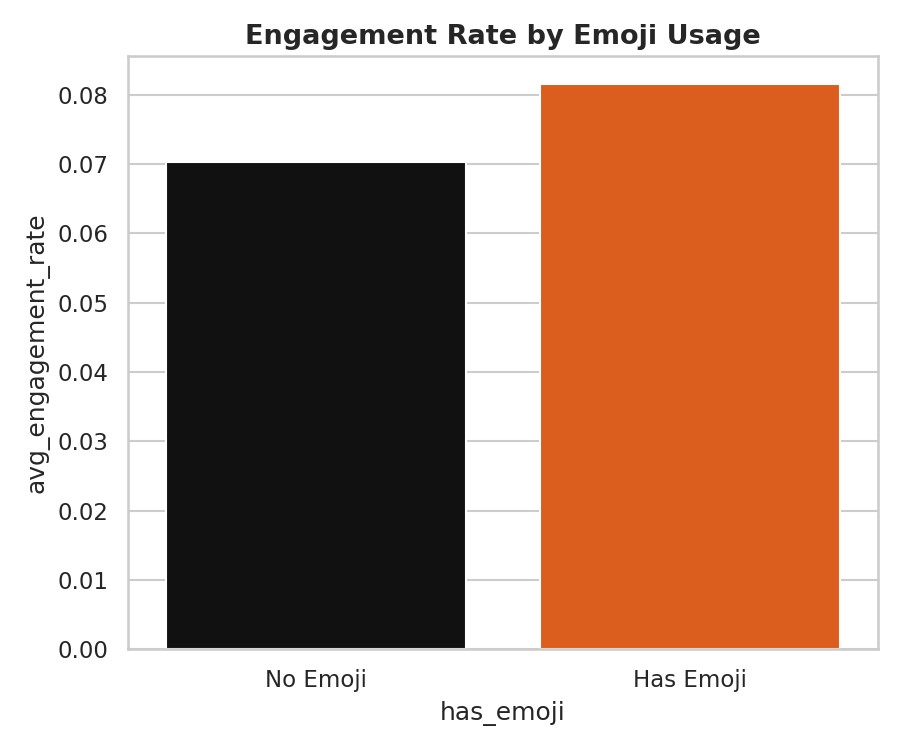 Engagement Rate by Emoji Usage
avg_engagement_rate
0.08
0.07
0.06
0.05
0.04
0.03
0.02
0.01
0.00
No Emoji
Has Emoji
has_emoji